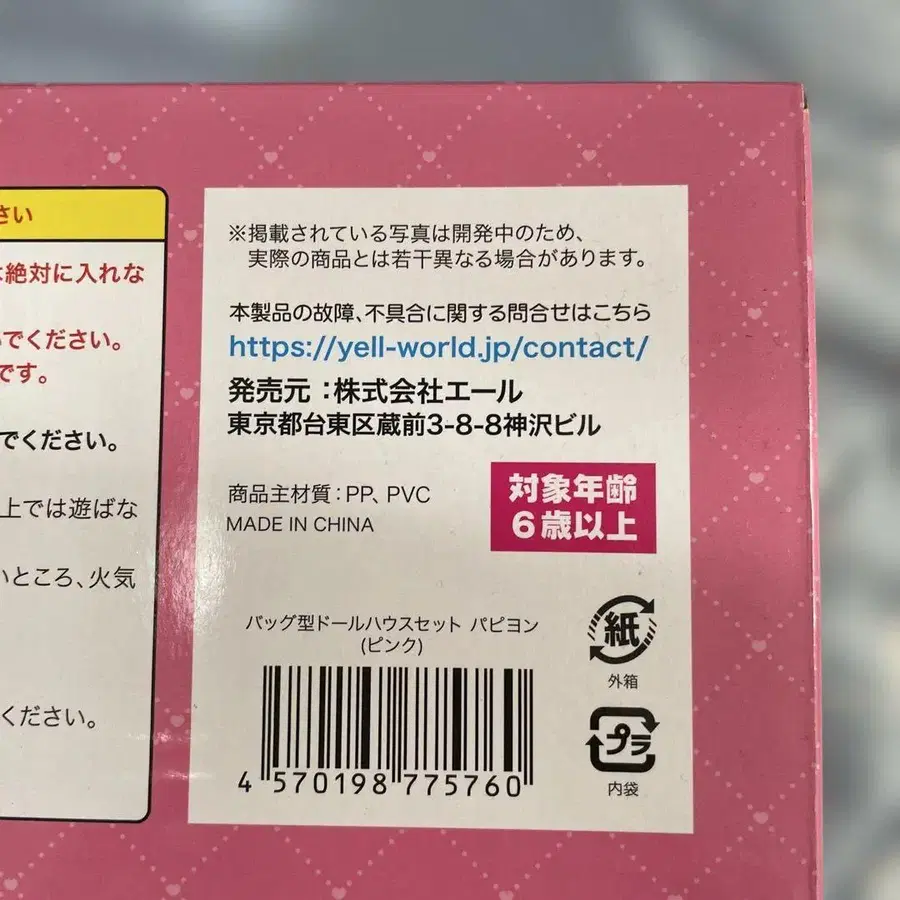 さい
絶対に入れな
でください。
です。
でください。
上では遊ばな
いところ、火気
ください。
※掲載されている写真は開発中のため、
実際の商品とは若干異なる場合があります。
本製品の故障、不具合に関する問合せはこちら
https://yell-world.jp/contact/
発売元：株式会社エール
東京都台東区蔵前3-8-8神沢ビル
商品主材質：PP、PVC
MADE IN CHINA
対象年齢
6歳以上
バッグ型ドールハウスセット パピヨン
(ピンク)
4 570198 775760
紙
外箱
プラ
内袋